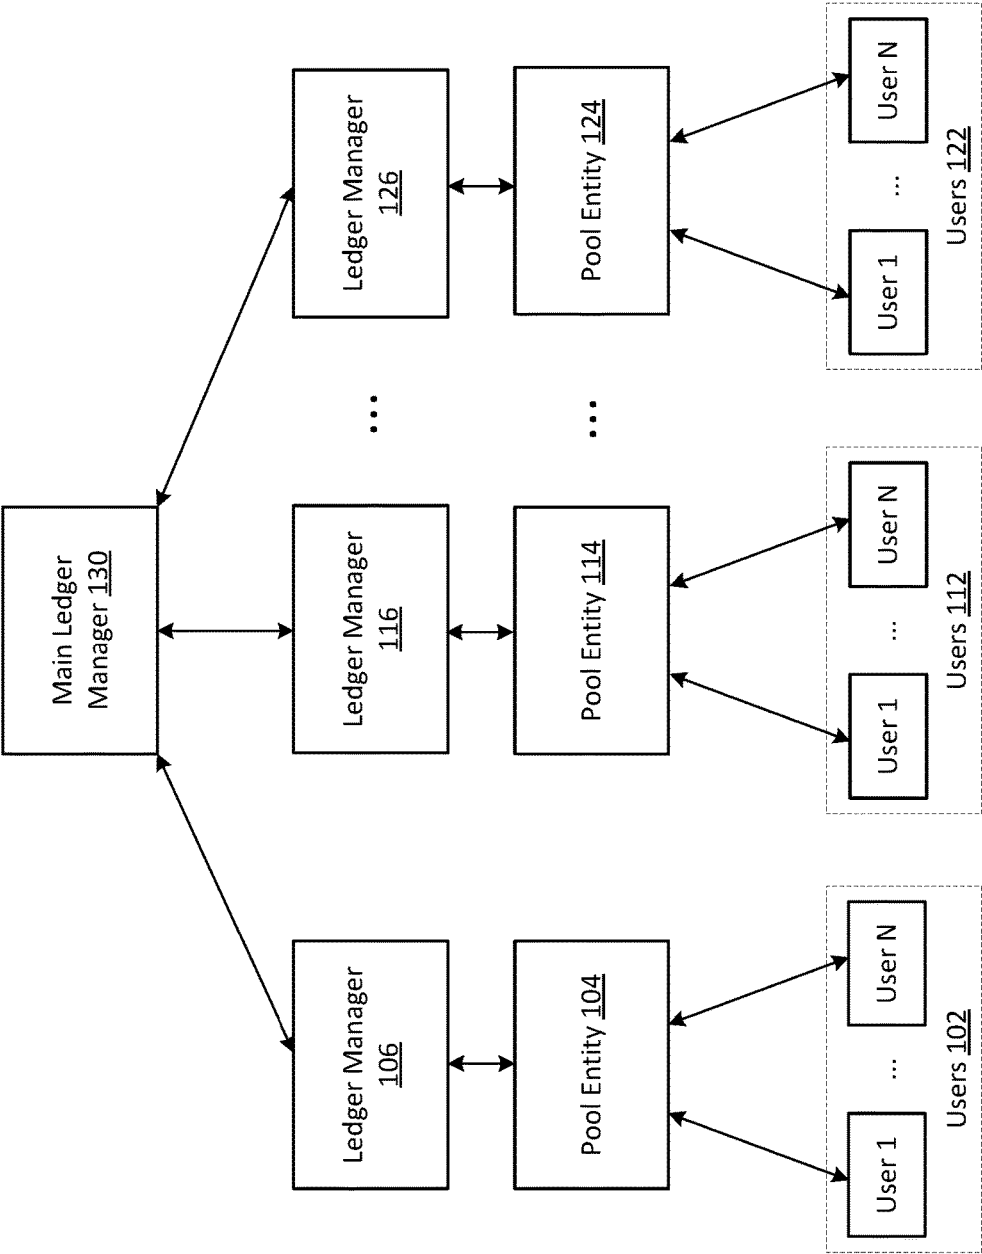 Main Ledger
Manager 130
Ledger Manager
106
Ledger Manager
116
...
Ledger Manager
126
Pool Entity 104
Pool Entity 114
...
Pool Entity 124
User 1
...
User N
Users 102
User 1
...
User N
Users 112
User 1
...
User N
Users 122